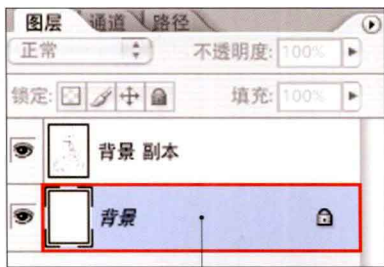 图层 通道 路径
正常 不透明度: 100%
锁定: 填充: 100%
背景 副本
背景